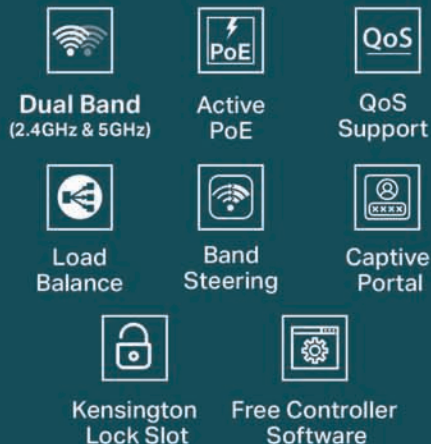 PoE
QoS
Dual Band
(2.4GHz & 5GHz)
Active
PoE
QoS
Support
xxxx
Load
Balance
Band
Steering
Captive
Portal
Kensington
Lock Slot
Free Controller
Software